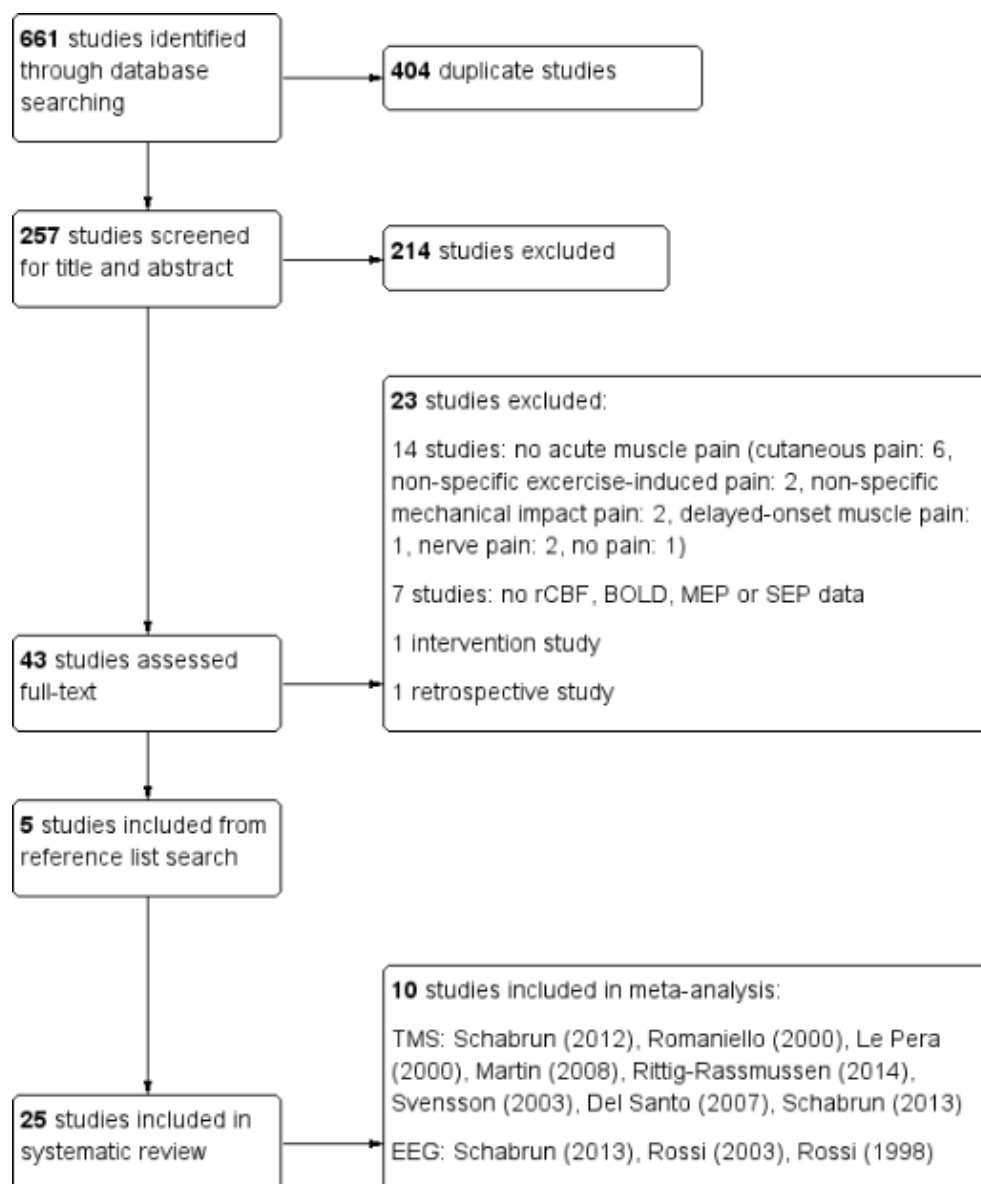 661 studies identified
through database
searching
404 duplicate studies
257 studies screened
for title and abstract
214 studies excluded
23 studies excluded:
14 studies: no acute muscle pain (cutaneous pain: 6,
non-specific excercise-induced pain: 2, non-specific
mechanical impact pain: 2, delayed-onset muscle pain:
1, nerve pain: 2, no pain: 1)
7 studies: no rCBF, BOLD, MEP or SEP data
1 intervention study
1 retrospective study
43 studies assessed
full-text
5 studies included from
reference list search
10 studies included in meta-analysis:
TMS: Schabrun (2012), Romaniello (2000), Le Pera
(2000), Martin (2008), Rittig-Rassmussen (2014),
Svensson (2003), Del Santo (2007), Schabrun (2013)
EEG: Schabrun (2013), Rossi (2003), Rossi (1998)
25 studies included in
systematic review